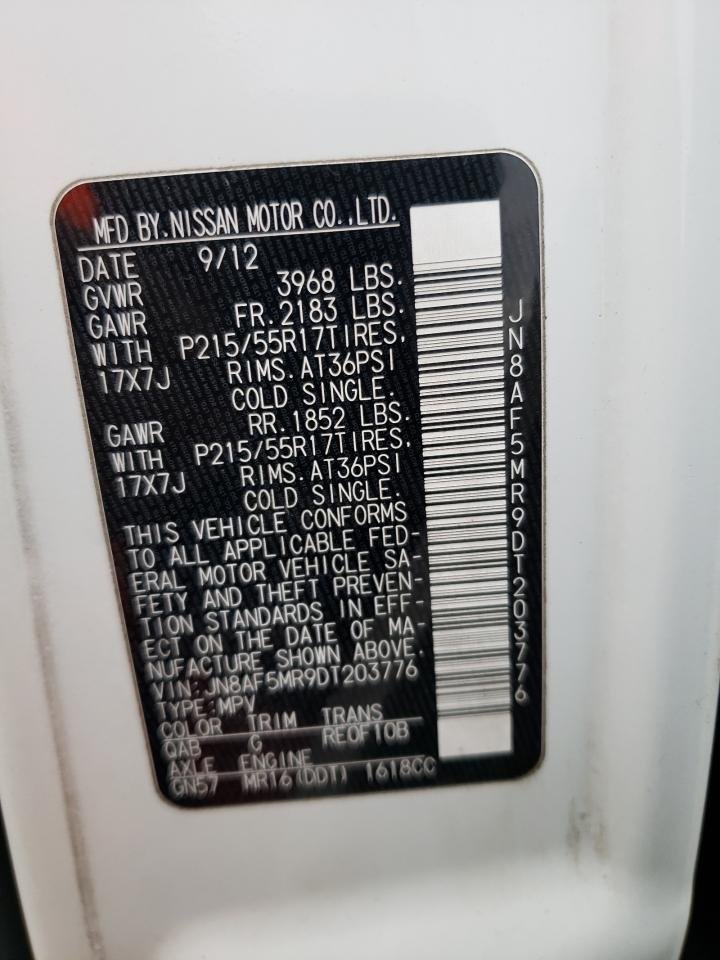 MFD BY.NISSAN MOTOR CO.,LTD.
DATE 9/12
GVWR 3968 LBS.
GAWR FR.2183 LBS.
WITH P215/55R17TIRES,
17X7J RIMS.AT36PSI
COLD SINGLE.
GAWR RR.1852 LBS.
WITH P215/55R17TIRES,
17X7J RIMS.AT36PSI
COLD SINGLE.
THIS VEHICLE CONFORMS
TO ALL APPLICABLE FED-
ERAL MOTOR VEHICLE SA-
FETY AND THEFT PREVEN-
TION STANDARDS IN EFF-
ECT ON THE DATE OF MA-
NUFACTURE SHOWN ABOVE.
VIN:JN8AF5MR9DT203776
TYPE:MPV
COLOR TRIM TRANS
QAB G REOF10B
AXLE ENGINE
GN57 MR16(DDT) 1618CC
JN8AF5MR9DT203776